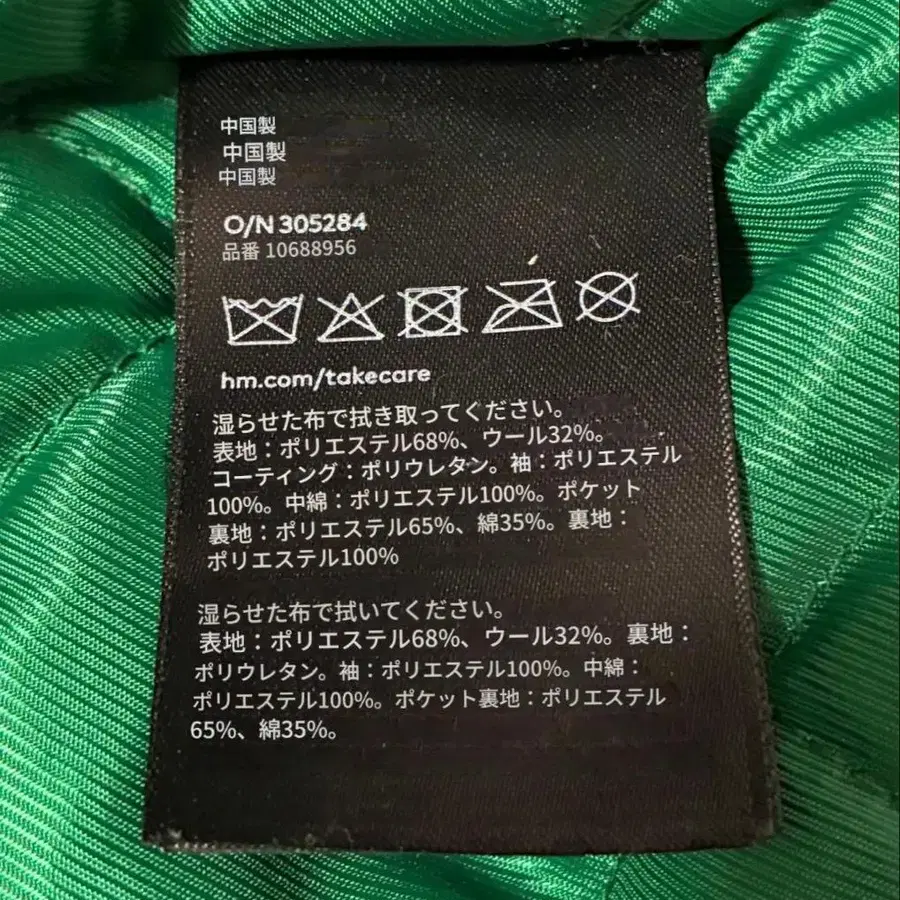 中国製
中国製
中国製
O/N 305284
品番 10688956
hm.com/takecare
湿らせた布で拭き取ってください。
表地：ポリエステル68%、ウール32%。
コーティング：ポリウレタン。袖：ポリエステル
100%。中綿：ポリエステル100%。ポケット
裏地：ポリエステル65%、綿35%。裏地：
ポリエステル100%
湿らせた布で拭いてください。
表地：ポリエステル68%、ウール32%。裏地：
ポリウレタン。袖：ポリエステル100%。中綿：
ポリエステル100%。ポケット裏地：ポリエステル
65%、綿35%。